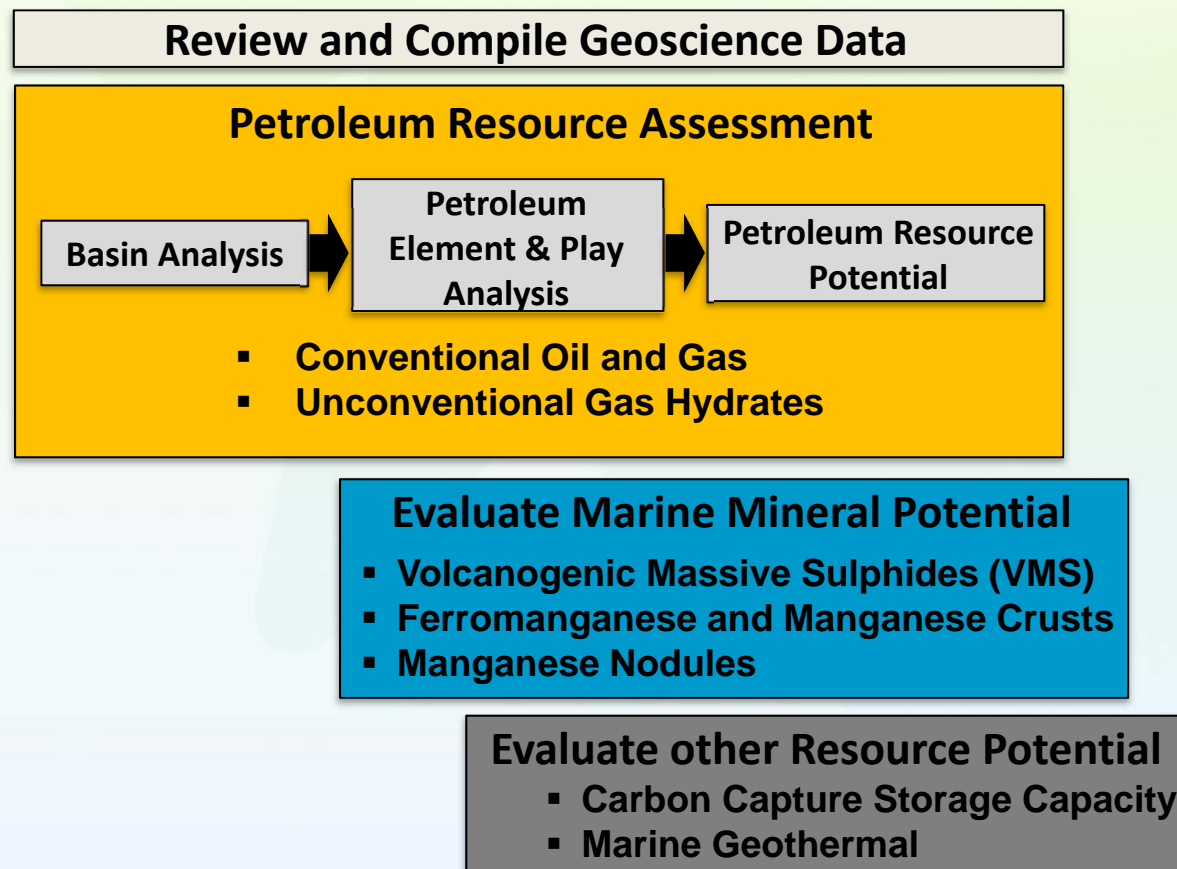 Review and Compile Geoscience Data
Petroleum Resource Assessment
Basin Analysis
Petroleum
Element & Play
Analysis
Petroleum Resource
Potential
▪ Conventional Oil and Gas
▪ Unconventional Gas Hydrates
Evaluate Marine Mineral Potential
▪ Volcanogenic Massive Sulphides (VMS)
▪ Ferromanganese and Manganese Crusts
▪ Manganese Nodules
Evaluate other Resource Potential
▪ Carbon Capture Storage Capacity
▪ Marine Geothermal